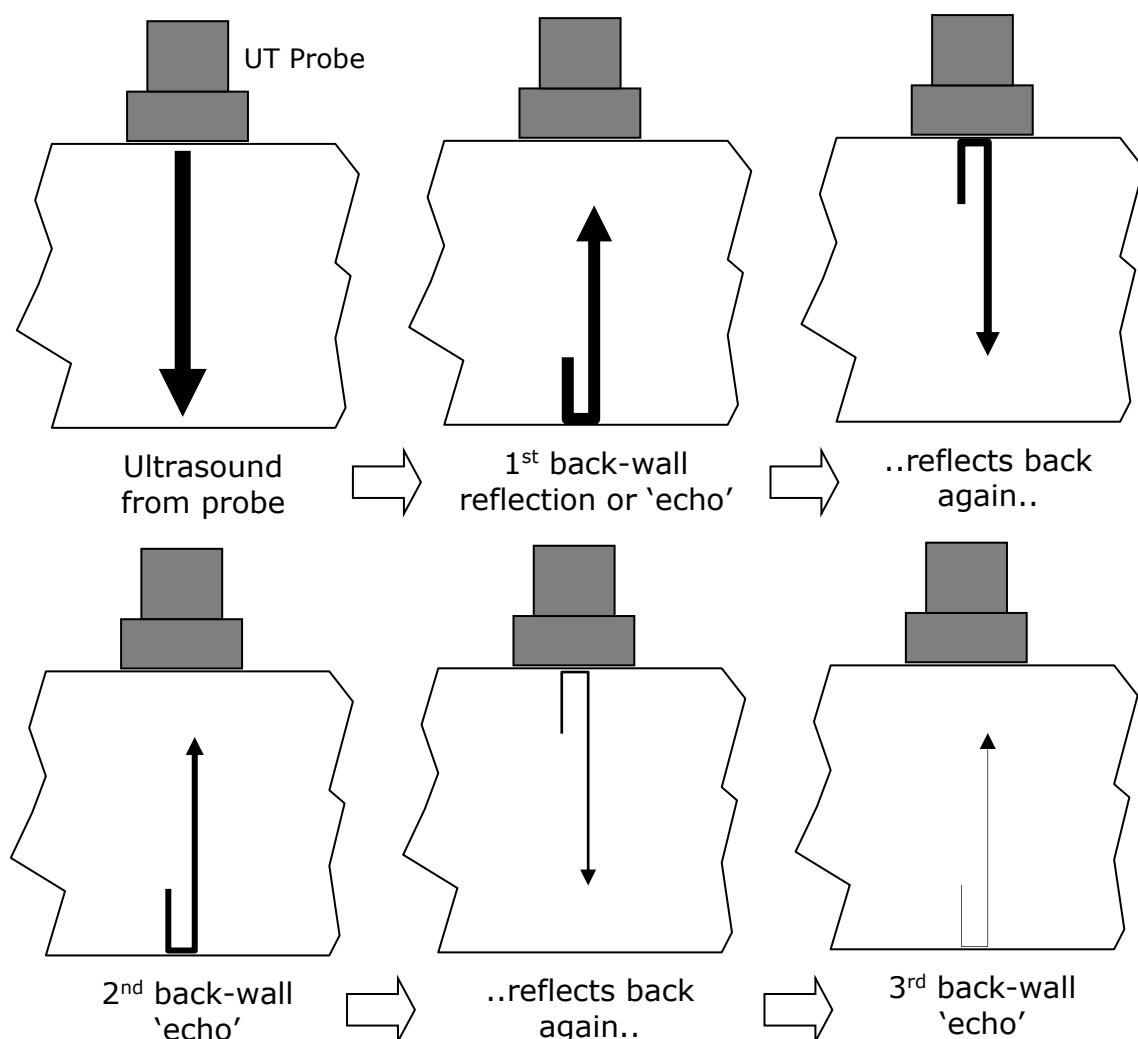 UT Probe
Ultrasound
from probe
1st back-wall
reflection or ‘echo’
..reflects back
again..
2nd back-wall
‘echo’
..reflects back
again..
3rd back-wall
‘echo’